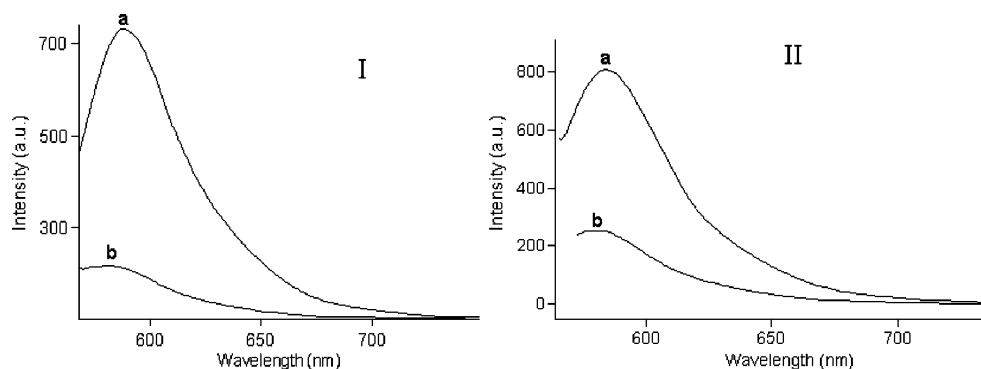 a
700
I
500
Intensity (a.u.)
300
b
600
650
700
Wavelength (nm)
II
a
800
600
Intensity (a.u.)
400
b
200
0
600
650
700
Wavelength (nm)